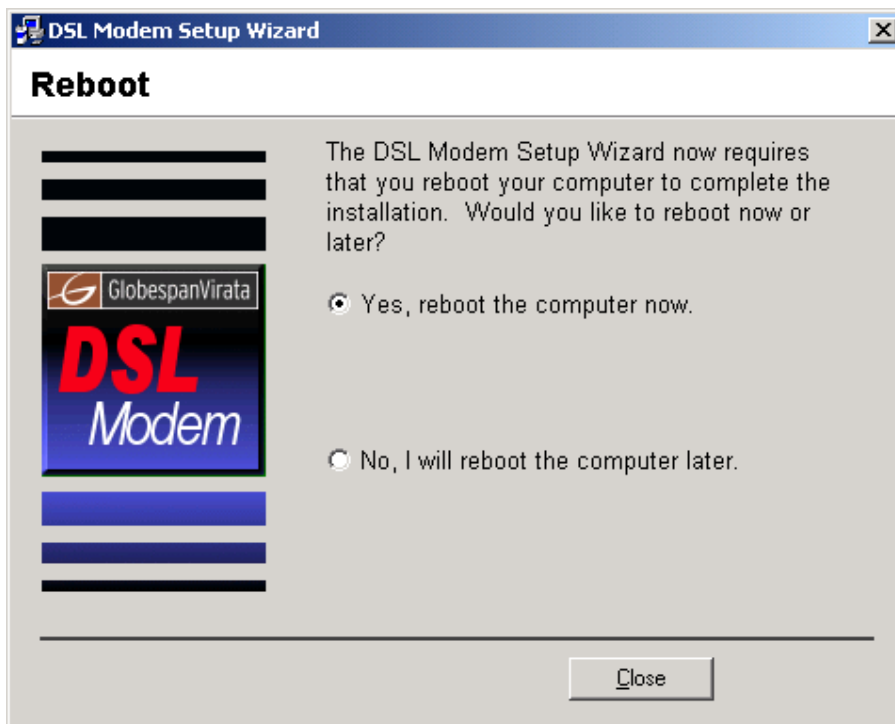 DSL Modem Setup Wizard
Reboot
The DSL Modem Setup Wizard now requires
that you reboot your computer to complete the
installation.  Would you like to reboot now or
later?
GlobespanVirata
DSL
Modem
Yes, reboot the computer now.
No, I will reboot the computer later.
Close